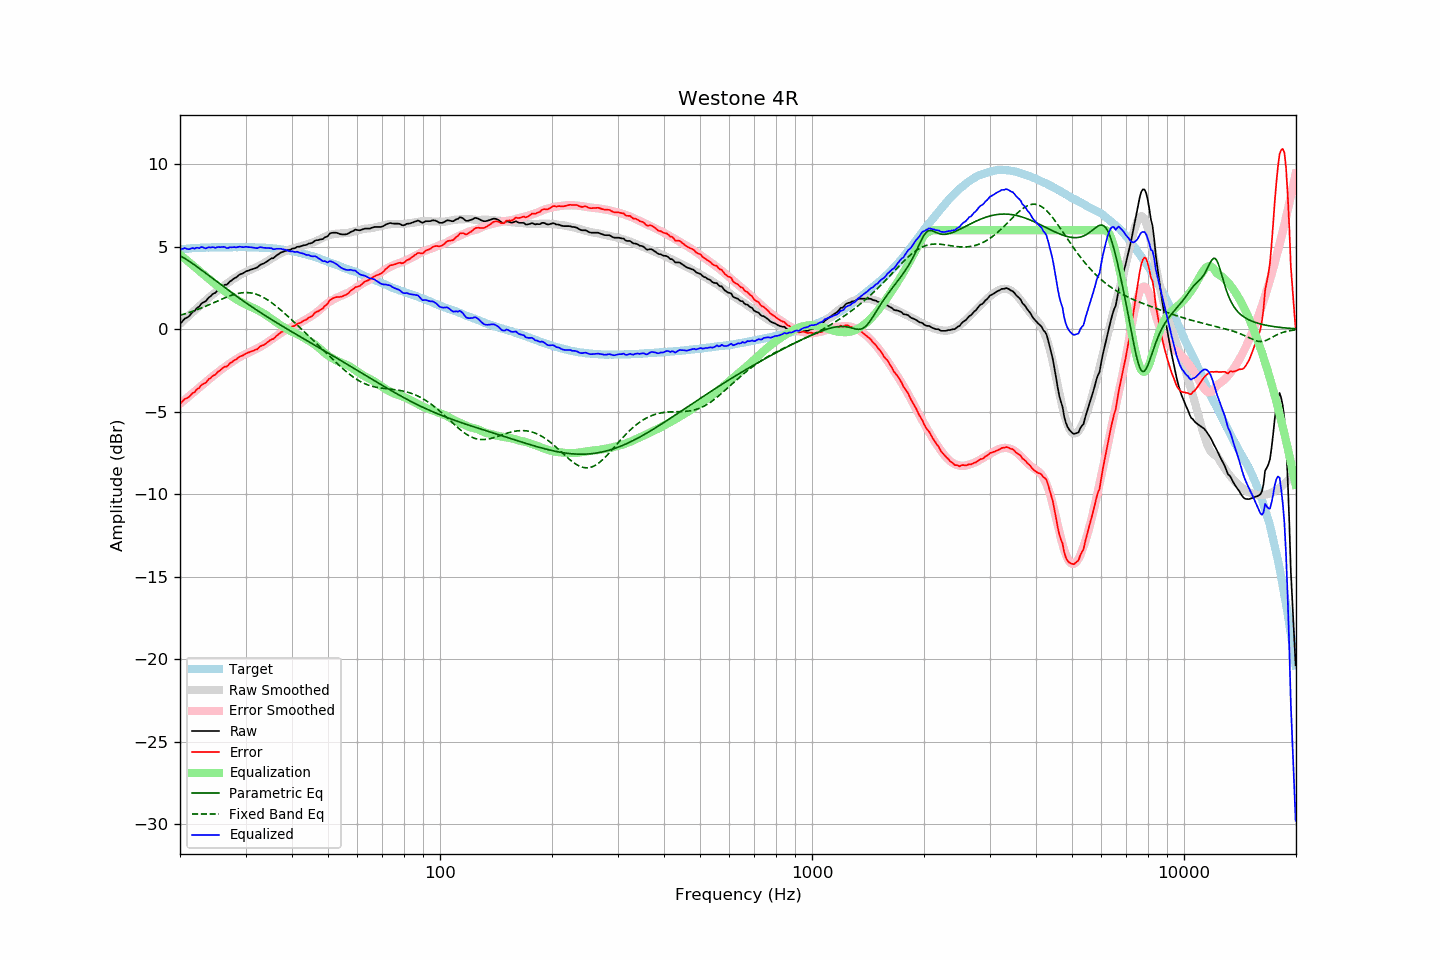 Westone 4R
10
5
0
−5
−10
−15
−20
−25
−30
Amplitude (dBr)
Target
Raw Smoothed
Error Smoothed
Raw
Error
Equalization
Parametric Eq
Fixed Band Eq
Equalized
100
1000
10000
Frequency (Hz)